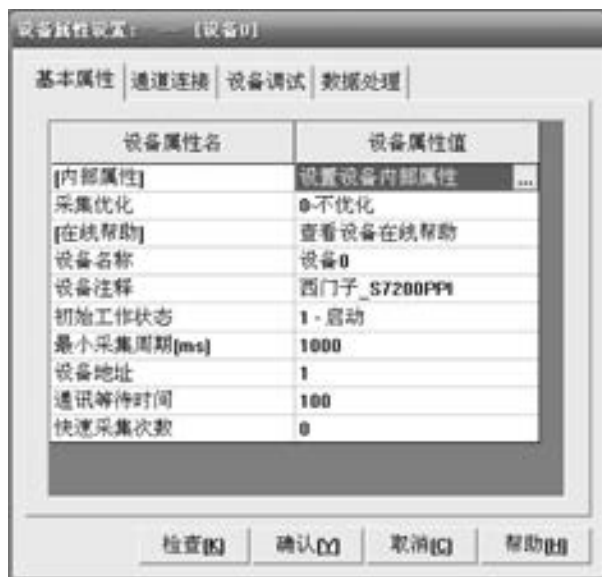 设备属性设置: -- [设备0]
基本属性 通道连接 设备调试 数据处理
设备属性名 设备属性值
[内部属性] 设置设备内部属性 ...
采集优化 0-不优化
[在线帮助] 查看设备在线帮助
设备名称 设备0
设备注释 西门子_S7200PPI
初始工作状态 1 - 启动
最小采集周期[ms] 1000
设备地址 1
通讯等待时间 100
快速采集次数 0
检查[K] 确认[Y] 取消[C] 帮助[H]